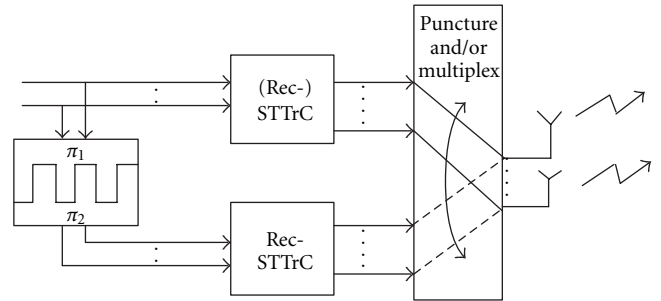 Puncture
and/or
multiplex
(Rec-)
STTrC
π1
π2
Rec-
STTrC